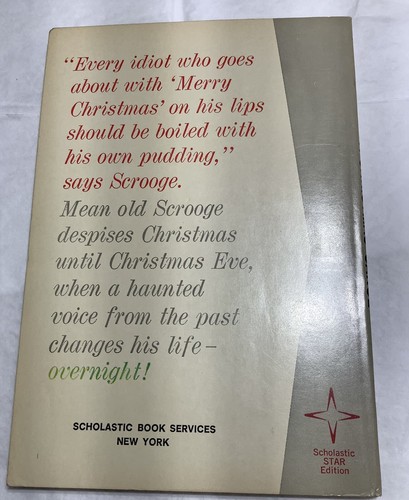 “Every idiot who goes
about with ‘Merry
Christmas’ on his lips
should be boiled with
his own pudding,”
says Scrooge.
Mean old Scrooge
despises Christmas
until Christmas Eve,
when a haunted
voice from the past
changes his life –
overnight!
SCHOLASTIC BOOK SERVICES
NEW YORK
Scholastic
STAR
Edition